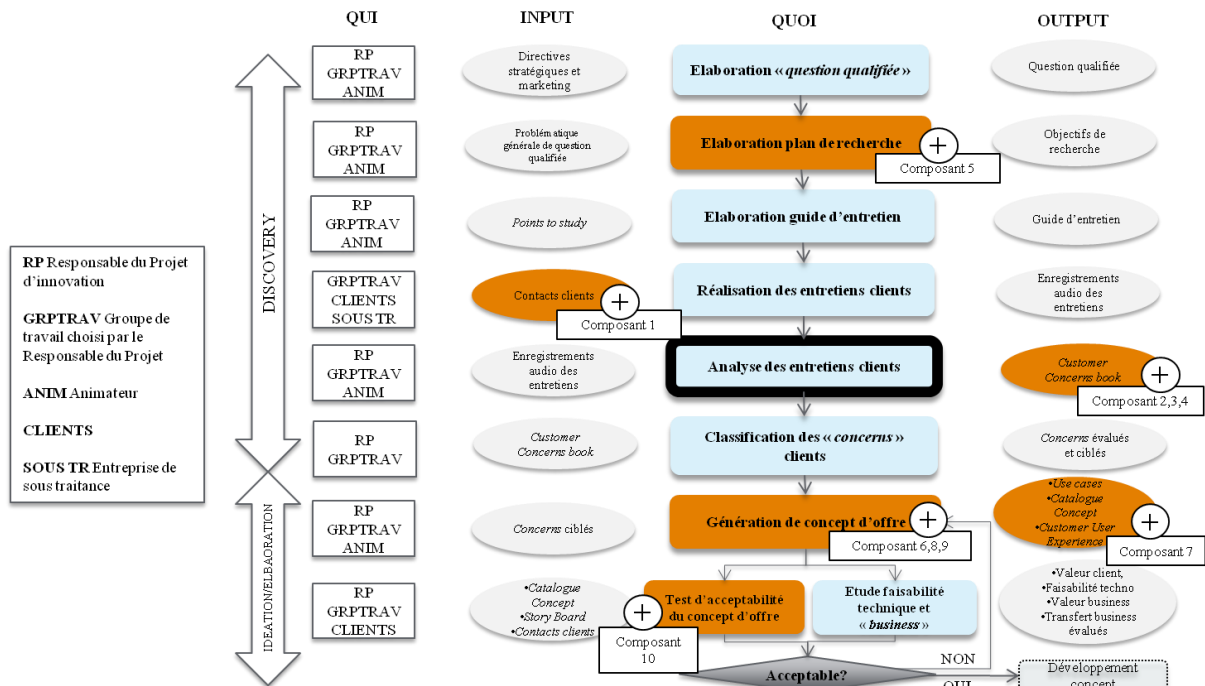 QUI
INPUT
QUOI
OUTPUT
RP
GRPTRAV
ANIM
Directives
stratégiques et
marketing
Elaboration « question qualifiée »
Question qualifiée
RP
GRPTRAV
ANIM
Problématique
générale de question
qualifiée
Elaboration plan de recherche
+
Composant 5
Objectifs de
recherche
RP
GRPTRAV
ANIM
Points to study
Elaboration guide d'entretien
Guide d'entretien
GRPTRAV
CLIENTS
SOUS TR
Contacts clients
+
Composant 1
Réalisation des entretiens clients
Enregistrements
audio des
entretiens
RP
GRPTRAV
ANIM
Enregistrements
audio des
entretiens
Analyse des entretiens clients
Customer
Concerns book
+
Composant 2,3,4
RP
GRPTRAV
Customer
Concerns book
Classification des « concerns »
clients
Concerns évalués
et ciblés
RP
GRPTRAV
ANIM
Concerns ciblés
Génération de concept d'offre
+
Composant 6,8,9
•Use cases
•Catalogue
Concept
•Customer User
Experience
+
Composant 7
RP
GRPTRAV
CLIENTS
•Catalogue
Concept
•Story Board
•Contacts clients
+
Composant
10
Test d'acceptabilité
du concept d'offre
Etude faisabilité
technique et
« business »
•Valeur client,
•Faisabilité techno
•Valeur business
•Transfert business
évalués
Acceptable?
NON
OUI
Développement
concept
DISCOVERY
IDEATION/ELBAORATION
RP Responsable du Projet
d'innovation
GRPTRAV Groupe de
travail choisi par le
Responsable du Projet
ANIM Animateur
CLIENTS
SOUS TR Entreprise de
sous traitance